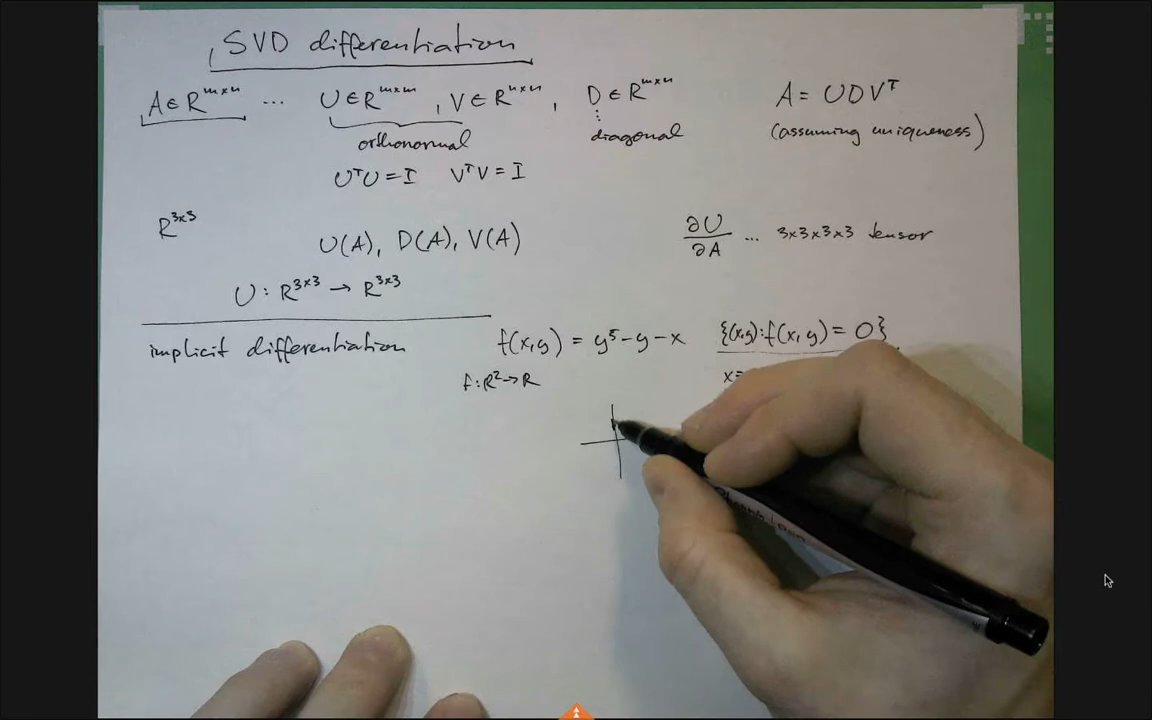 SVD differentiation
A ∈ R^{m×n} ... U ∈ R^{m×m}, V ∈ R^{n×n}, D ∈ R^{m×n} A = UDV^T
orthonormal diagonal (assuming uniqueness)
U^TU = I V^TV = I
R^{3×3} U(A), D(A), V(A) ∂U/∂A ... 3×3×3×3 tensor
U : R^{3×3} → R^{3×3}
implicit differentiation f(x,y) = y^5 - y - x {(x,y): f(x,y) = 0}
f: R^2 → R x=